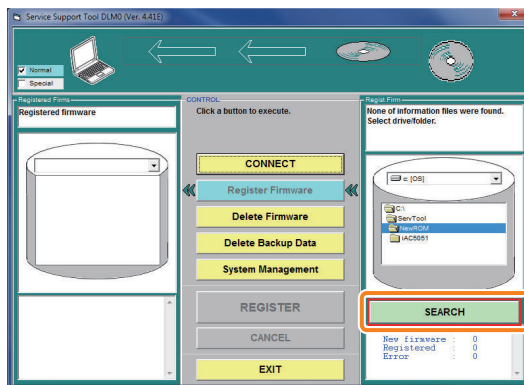 Service Support Tool DLM0 (Ver. 4.41E)
Normal
Special
Registered Firms
Registered firmware
CONTROL
Click a button to execute.
CONNECT
Register Firmware
Delete Firmware
Delete Backup Data
System Management
REGISTER
CANCEL
EXIT
Regist Firm
None of information files were found.
Select drive/folder.
c: [OS]
C:\
ServTool
NewROM
iAC5051
SEARCH
New firmware : 0
Registered : 0
Error : 0